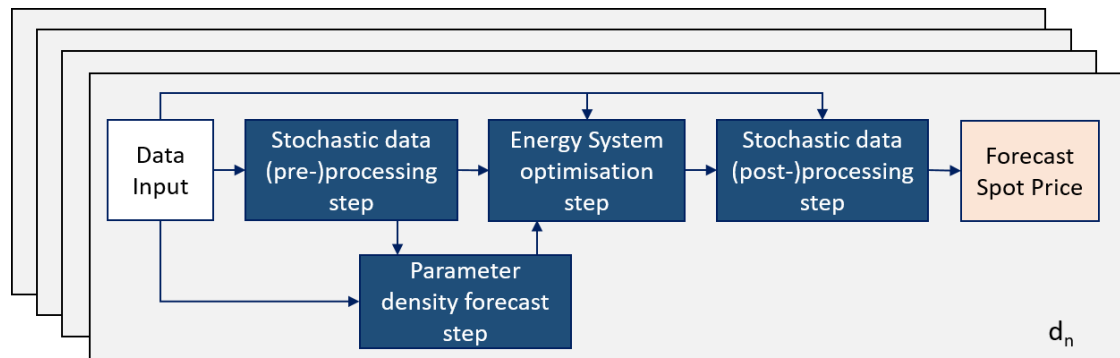 Data
Input
Stochastic data
(pre-)processing
step
Energy System
optimisation
step
Stochastic data
(post-)processing
step
Forecast
Spot Price
Parameter
density forecast
step
dn